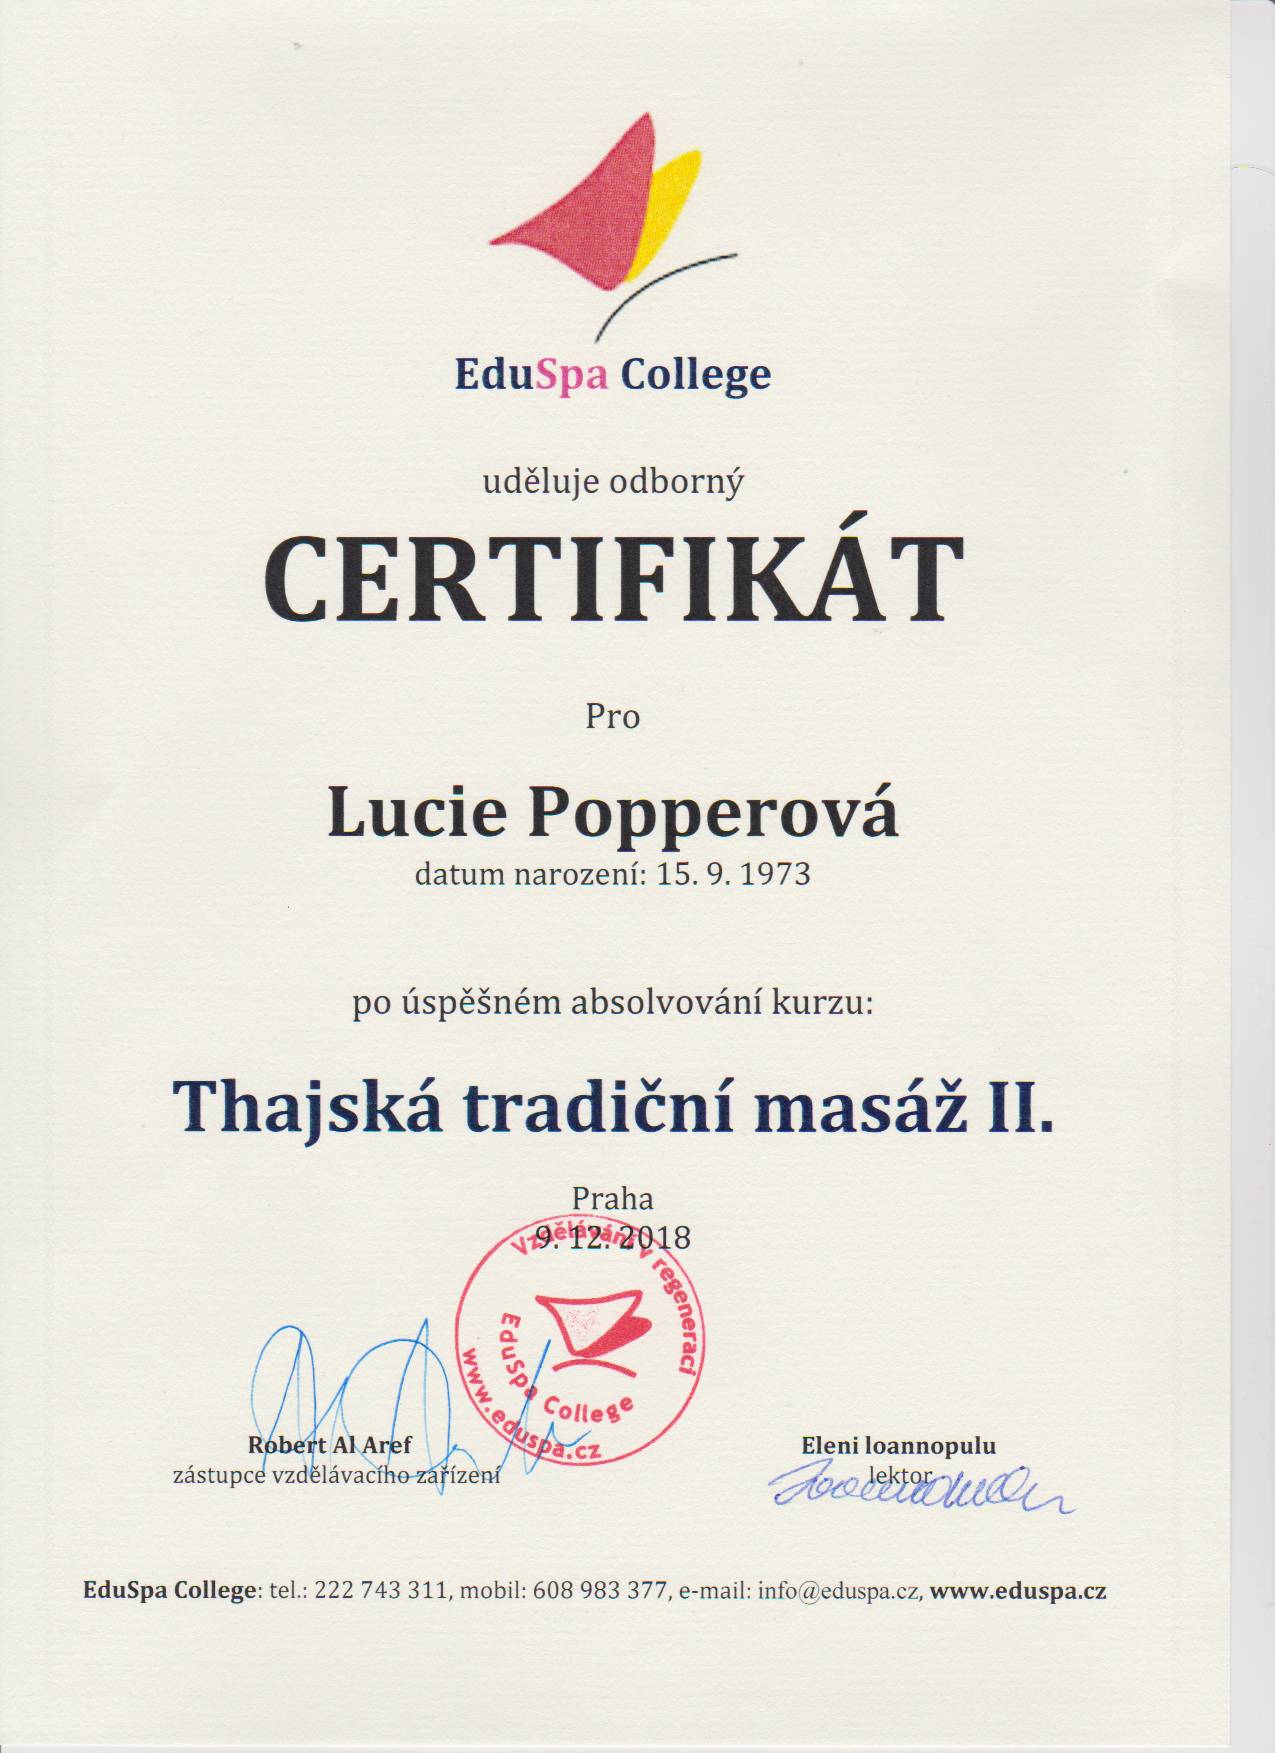 EduSpa College
uděluje odborný
CERTIFIKÁT
Pro
Lucie Popperová
datum narození: 15. 9. 1973
po úspěšném absolvování kurzu:
Thajská tradiční masáž II.
Praha
9. 12. 2018
Vzdělávání v regeneraci
EduSpa College
www.eduspa.cz
Robert Al Aref
zástupce vzdělávacího zařízení
Eleni Ioannopulu
lektor
EduSpa College: tel.: 222 743 311, mobil: 608 983 377, e-mail: info@eduspa.cz, www.eduspa.cz